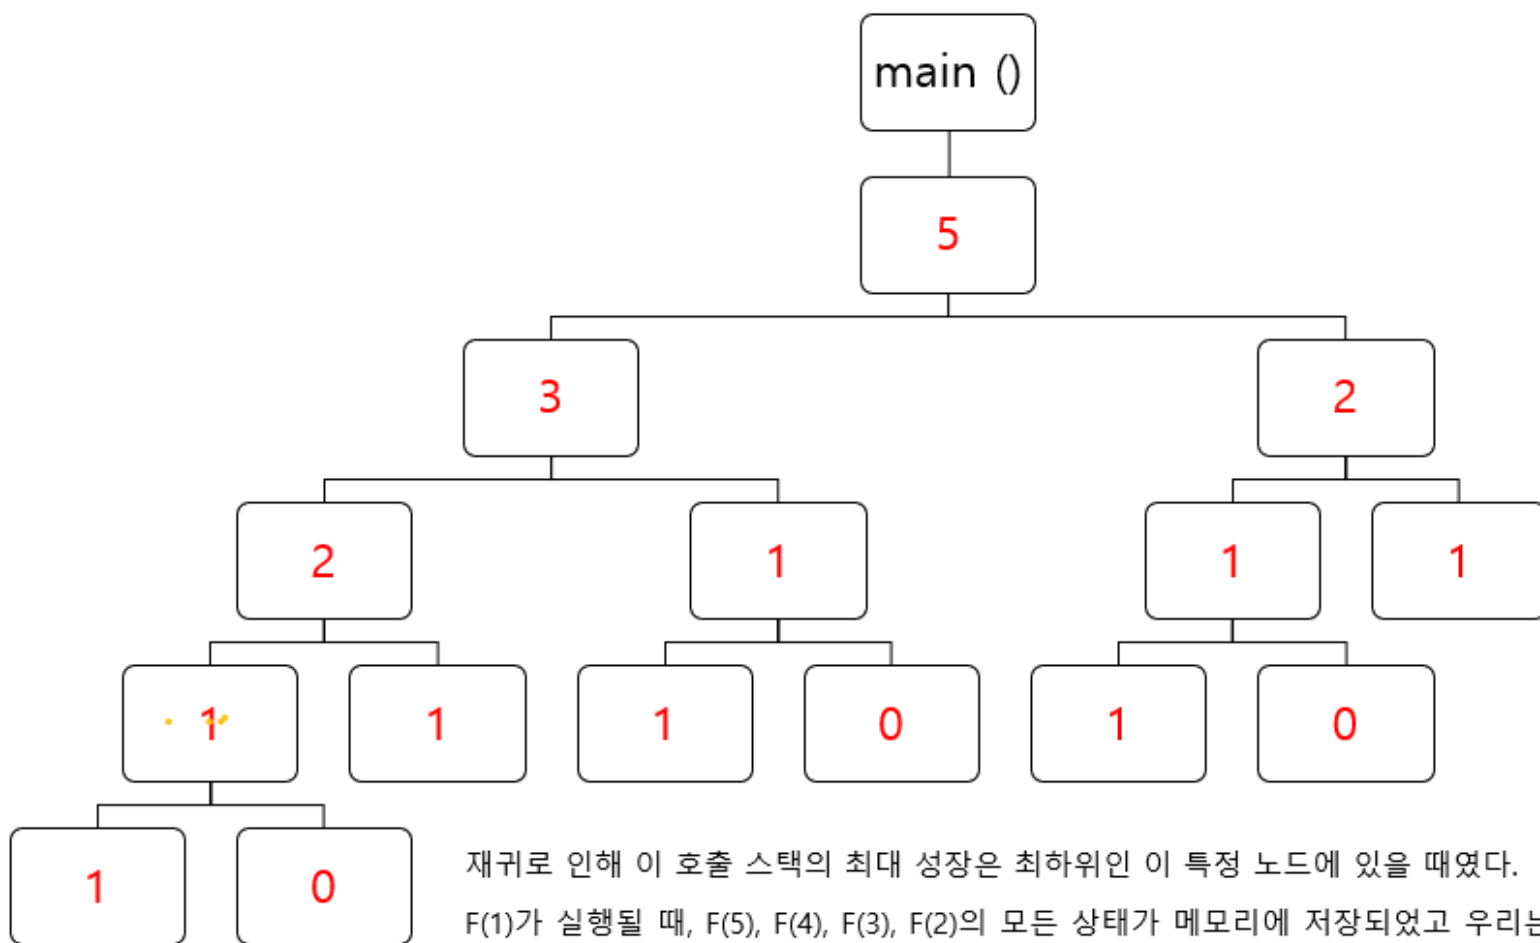 main ()
5
3 2
2 1 1 1
1 1 1 0 1 0
1 0
재귀로 인해 이 호출 스택의 최대 성장은 최하위인 이 특정 노드에 있을 때였다.
F(1)가 실행될 때, F(5), F(4), F(3), F(2)의 모든 상태가 메모리에 저장되었고 우리는